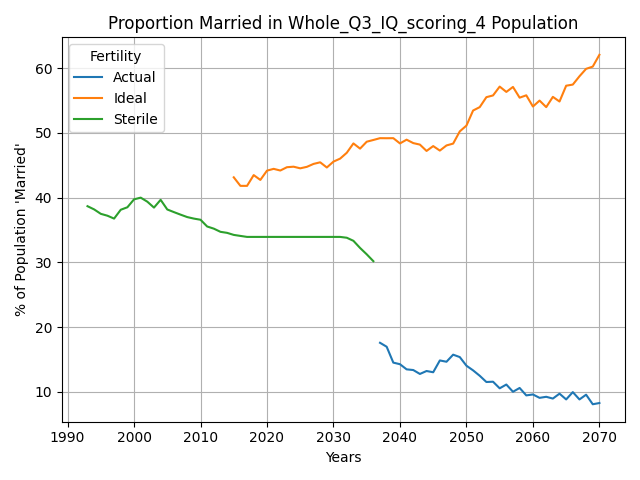 Proportion Married in Whole_Q3_IQ_scoring_4 Population
Fertility
Actual
Ideal
Sterile
% of Population 'Married'
60
50
40
30
20
10
1990 2000 2010 2020 2030 2040 2050 2060 2070
Years